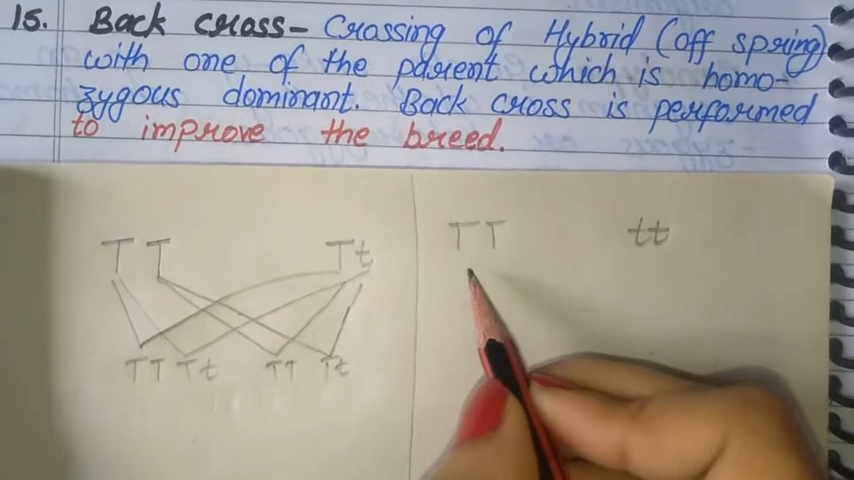 15. Back cross- Crossing of Hybrid (off spring)
with one of the parent which is homo-
zygous dominant. Back cross is performed
to improve the breed.
TT Tt
TT Tt TT Tt
TT tt